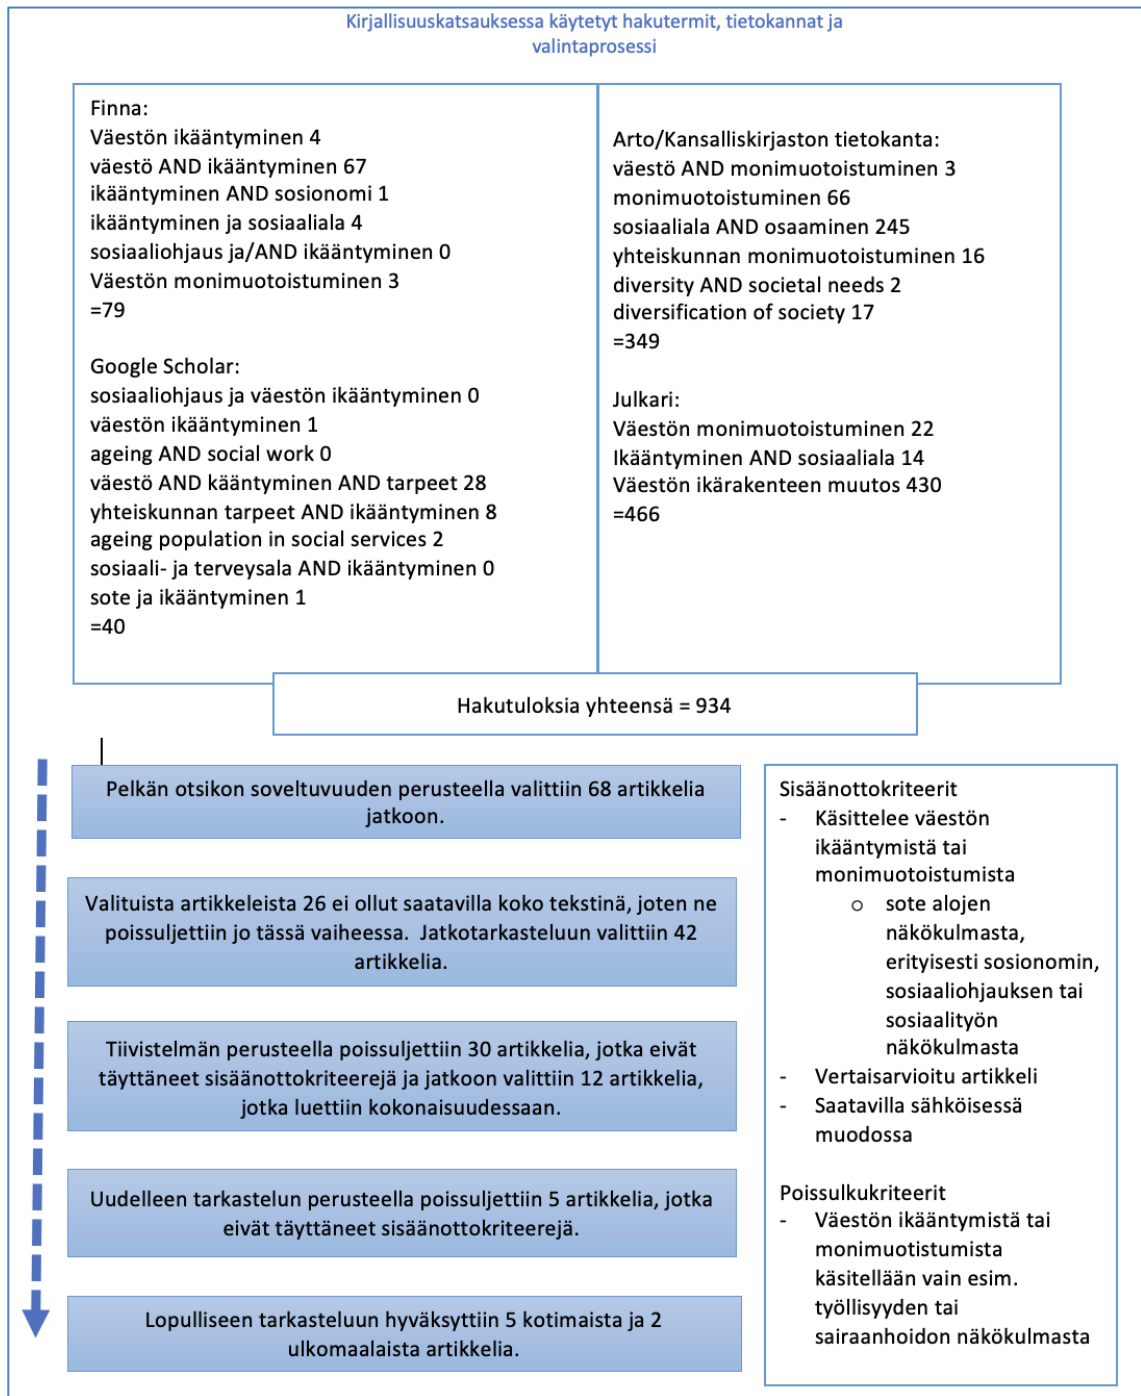 Kirjallisuuskatsauksessa käytetyt hakutermit, tietokannat ja
valintaprosessi
Finna:
Väestön ikääntyminen 4
väestö AND ikääntyminen 67
ikääntyminen AND sosionomi 1
ikääntyminen ja sosiaaliala 4
sosiaaliohjaus ja/AND ikääntyminen 0
Väestön monimuotoistuminen 3
=79
Google Scholar:
sosiaaliohjaus ja väestön ikääntyminen 0
väestön ikääntyminen 1
ageing AND social work 0
väestö AND kääntyminen AND tarpeet 28
yhteiskunnan tarpeet AND ikääntyminen 8
ageing population in social services 2
sosiaali- ja terveysala AND ikääntyminen 0
sote ja ikääntyminen 1
=40
Arto/Kansalliskirjaston tietokanta:
väestö AND monimuotoistuminen 3
monimuotoistuminen 66
sosiaaliala AND osaaminen 245
yhteiskunnan monimuotoistuminen 16
diversity AND societal needs 2
diversification of society 17
=349
Julkari:
Väestön monimuotoistuminen 22
Ikääntyminen AND sosiaaliala 14
Väestön ikärakenteen muutos 430
=466
Hakutuloksia yhteensä = 934
Pelkän otsikon soveltuvuuden perusteella valittiin 68 artikkelia
jatkoon.
Valituista artikkeleista 26 ei ollut saatavilla koko tekstinä, joten ne
poissuljettiin jo tässä vaiheessa. Jatkotarkasteluun valittiin 42
artikkelia.
Tiivistelmän perusteella poissuljettiin 30 artikkelia, jotka eivät
täyttäneet sisäänottokriteerejä ja jatkoon valittiin 12 artikkelia,
jotka luettiin kokonaisuudessaan.
Uudelleen tarkastelun perusteella poissuljettiin 5 artikkelia, jotka
eivät täyttäneet sisäänottokriteerejä.
Lopulliseen tarkasteluun hyväksyttiin 5 kotimaista ja 2
ulkomaalaista artikkelia.
Sisäänottokriteerit
- Käsittelee väestön
ikääntymistä tai
monimuotoistumista
o sote alojen
näkökulmasta,
erityisesti sosionomin,
sosiaaliohjauksen tai
sosiaalityön
näkökulmasta
- Vertaisarvioitu artikkeli
- Saatavilla sähköisessä
muodossa
Poissulkukriteerit
- Väestön ikääntymistä tai
monimuotistumista
käsitellään vain esim.
työllisyyden tai
sairaanhoidon näkökulmasta